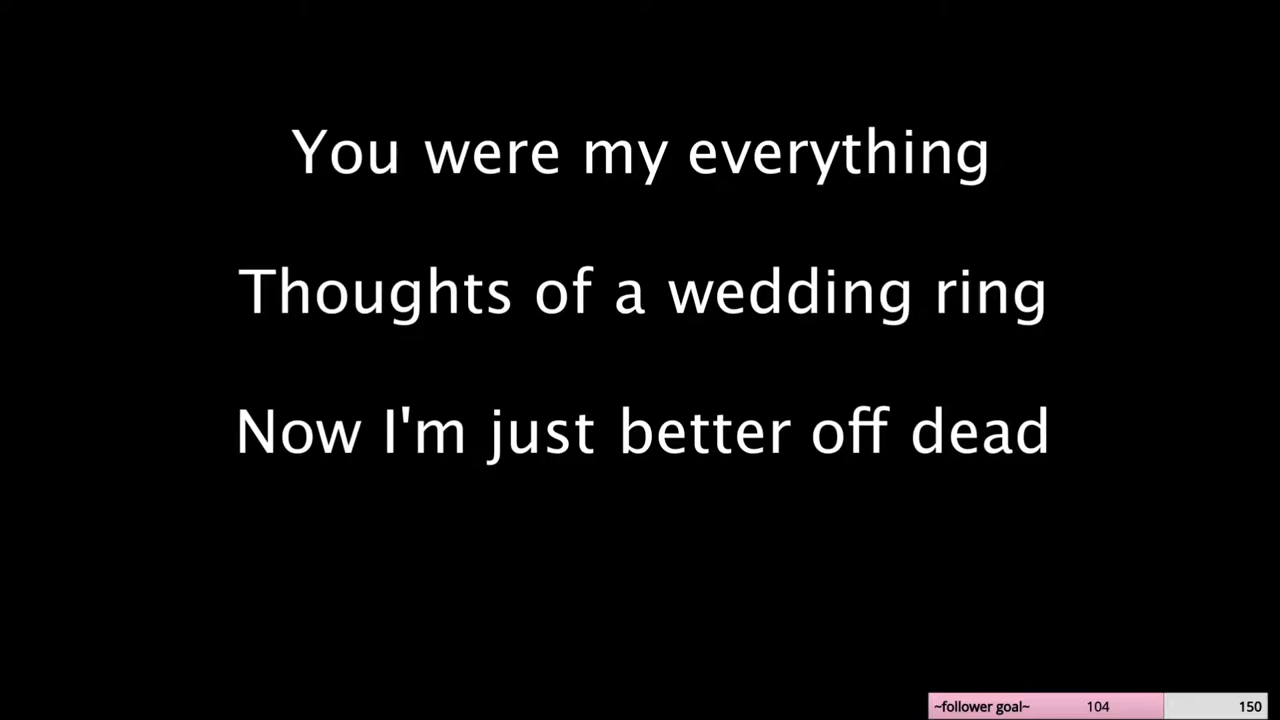 You were my everything
Thoughts of a wedding ring
Now I'm just better off dead
~follower goal~ 104 150